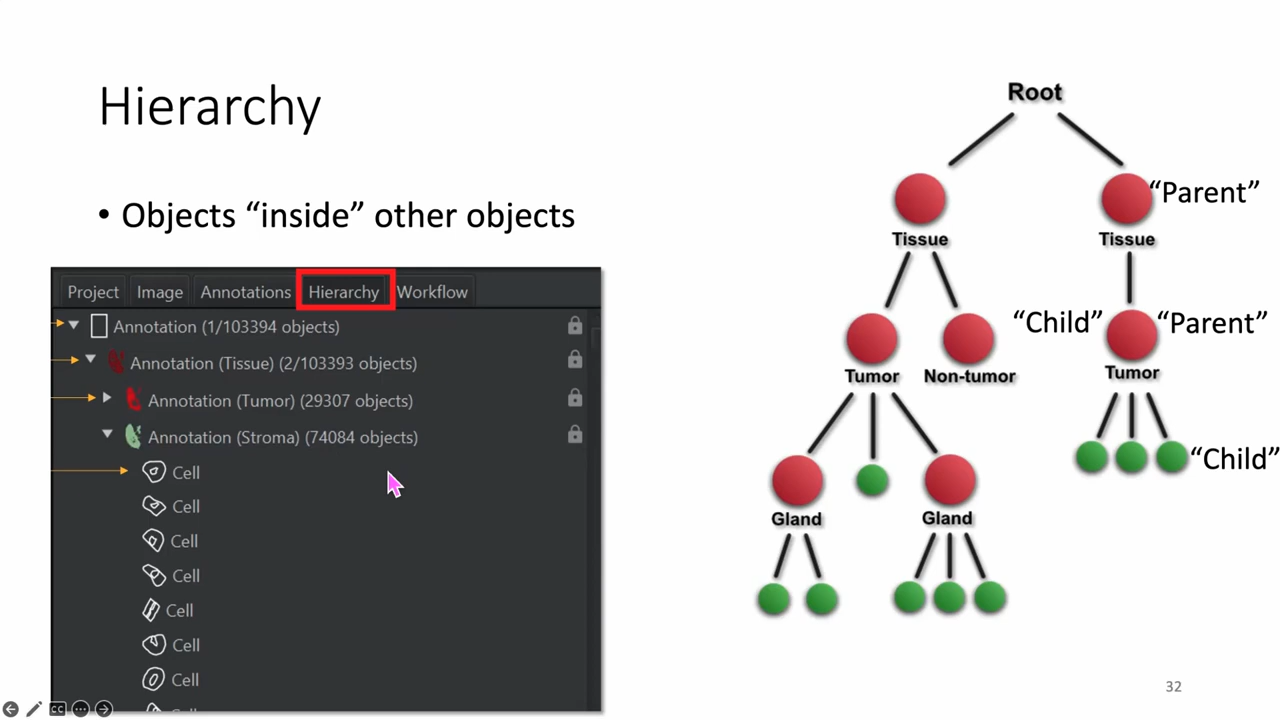 Hierarchy
• Objects “inside” other objects
Project Image Annotations Hierarchy Workflow
Annotation (1/103394 objects)
Annotation (Tissue) (2/103393 objects)
Annotation (Tumor) (29307 objects)
Annotation (Stroma) (74084 objects)
Cell
Cell
Cell
Cell
Cell
Cell
Cell
Root
“Parent”
Tissue Tissue
“Child” “Parent”
Tumor Non-tumor Tumor
“Child”
Gland Gland
32
CC